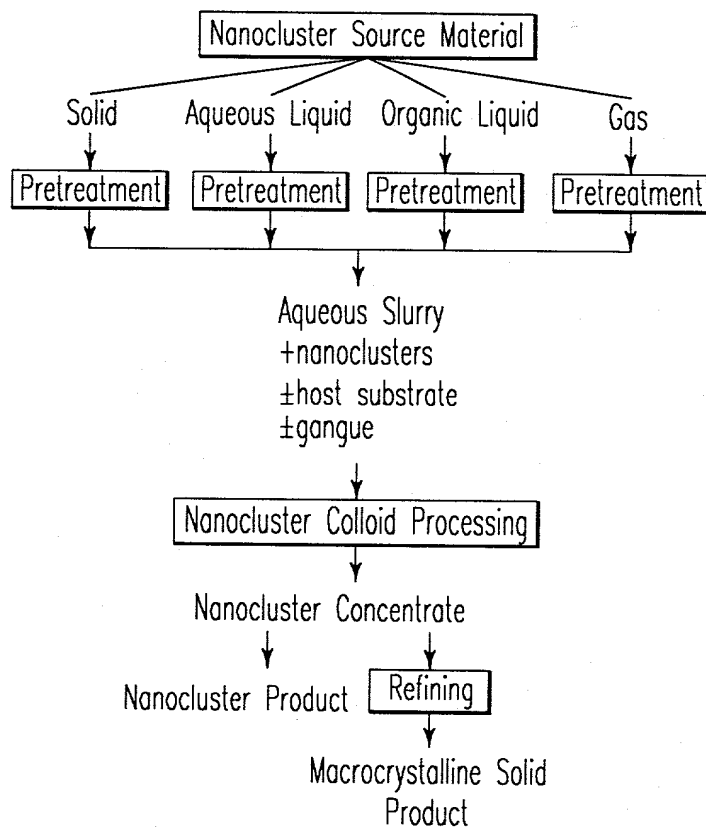 Nanocluster Source Material
Solid
Aqueous Liquid
Organic Liquid
Gas
Pretreatment
Pretreatment
Pretreatment
Pretreatment
Aqueous Slurry
+nanoclusters
±host substrate
±gangue
Nanocluster Colloid Processing
Nanocluster Concentrate
Nanocluster Product
Refining
Macrocrystalline Solid
Product